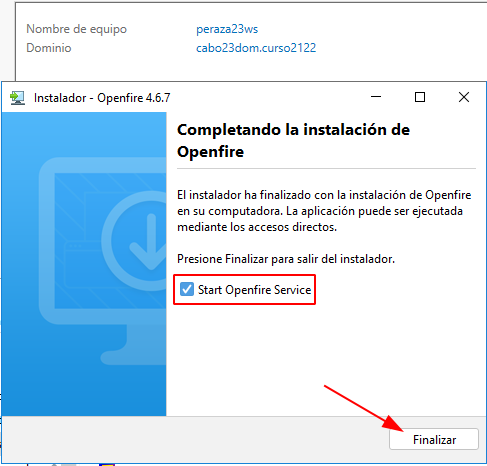 Nombre de equipo peraza23ws
Dominio cabo23dom.curso2122
Instalador - Openfire 4.6.7
Completando la instalación de
Openfire
El instalador ha finalizado con la instalación de Openfire
en su computadora. La aplicación puede ser ejecutada
mediante los accesos directos.
Presione Finalizar para salir del instalador.
Start Openfire Service
Finalizar